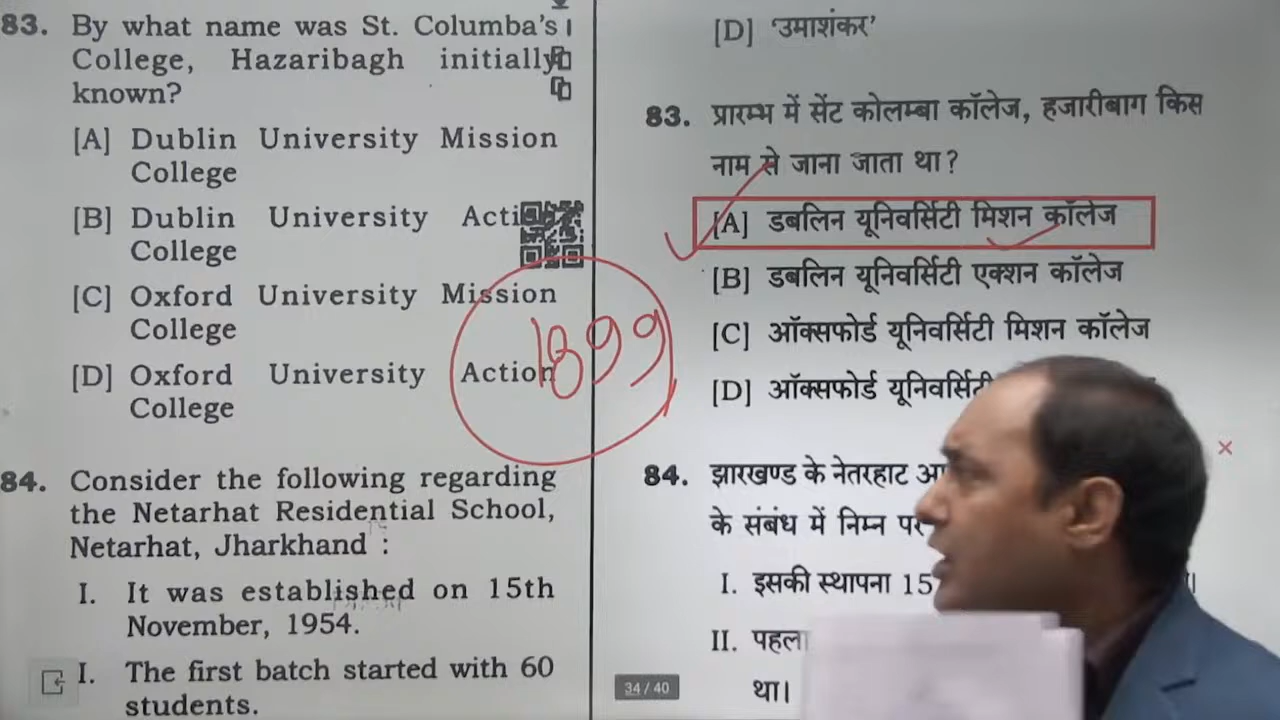 83. By what name was St. Columba's
College, Hazaribagh initially
known?
[A] Dublin University Mission
College
[B] Dublin University Acti
College
[C] Oxford University Mission
College
[D] Oxford University Action
College
1899
84. Consider the following regarding
the Netarhat Residential School,
Netarhat, Jharkhand :
I. It was established on 15th
November, 1954.
I. The first batch started with 60
students.
[D] 'उमाशंकर'
83. प्रारम्भ में सेंट कोलम्बा कॉलेज, हजारीबाग किस
नाम से जाना जाता था?
[A] डबलिन यूनिवर्सिटी मिशन कॉलेज
[B] डबलिन यूनिवर्सिटी एक्शन कॉलेज
[C] ऑक्सफोर्ड यूनिवर्सिटी मिशन कॉलेज
[D] ऑक्सफोर्ड
84. झारखण्ड के नेतरहाट
के संबंध में निम्न
I. इसकी स्थापना 15
II.
था।
34 / 40